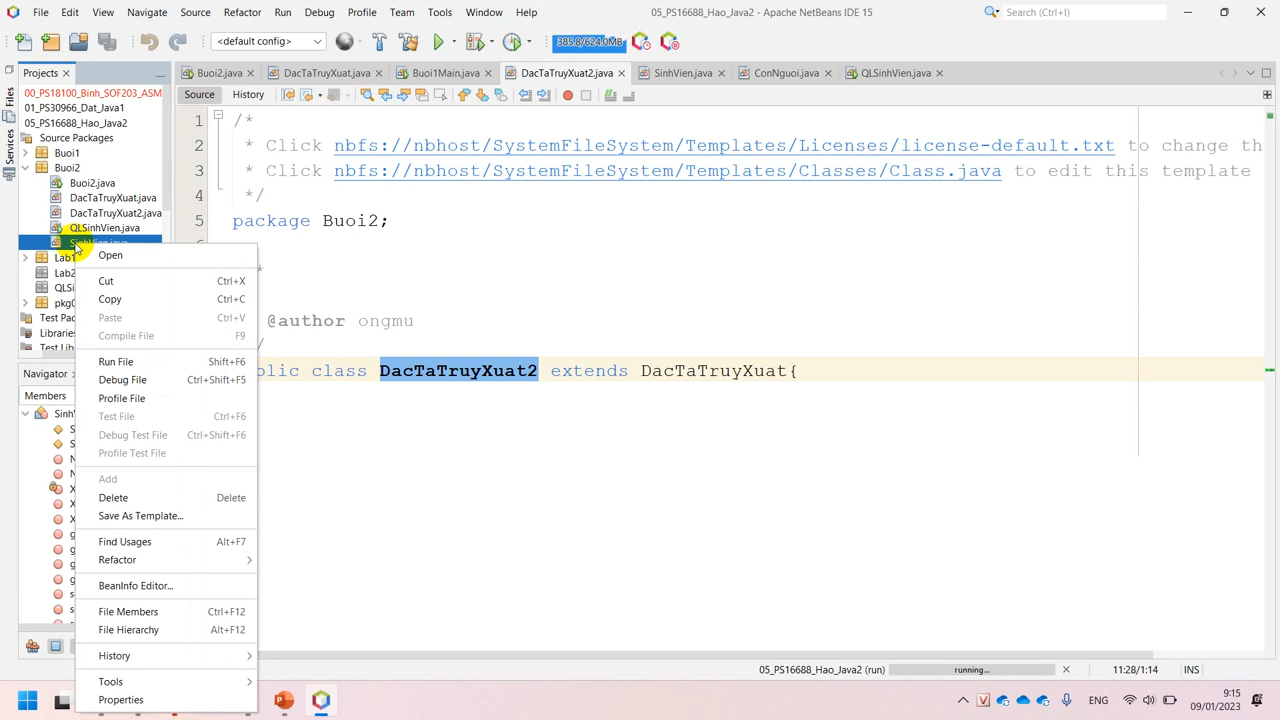 File Edit View Navigate Source Refactor Run Debug Profile Team Tools Window Help
05_PS16688_Hao_Java2 - Apache NetBeans IDE 15
Search (Ctrl+I)
<default config>
385.8/624.0MB
Projects
Buoi2.java DacTaTruyXuat.java Buoi1Main.java DacTaTruyXuat2.java SinhVien.java ConNguoi.java QLSinhVien.java
Source History
Files
Services
00_PS18100_Binh_SOF203_ASM
01_PS30966_Dat_Java1
05_PS16688_Hao_Java2
Source Packages
Buoi1
Buoi2
Buoi2.java
DacTaTruyXuat.java
DacTaTruyXuat2.java
QLSinhVien.java
SinhVien.java
Lab1
Lab2
QLSi
pkg0
Test Pac
Libraries
Test Lib
Navigator
Members
SinhV
1 /*
2 * Click nbfs://nbhost/SystemFileSystem/Templates/Licenses/license-default.txt to change th
3 * Click nbfs://nbhost/SystemFileSystem/Templates/Classes/Class.java to edit this template
4 */
5 package Buoi2;
*
@author ongmu
/
blic class DacTaTruyXuat2 extends DacTaTruyXuat{
Open
Cut Ctrl+X
Copy Ctrl+C
Paste Ctrl+V
Compile File F9
Run File Shift+F6
Debug File Ctrl+Shift+F5
Profile File
Test File Ctrl+F6
Debug Test File Ctrl+Shift+F6
Profile Test File
Add
Delete Delete
Save As Template...
Find Usages Alt+F7
Refactor
BeanInfo Editor...
File Members Ctrl+F12
File Hierarchy Alt+F12
History
Tools
Properties
05_PS16688_Hao_Java2 (run) running... 11:28/1:14 INS
ENG
9:15
09/01/2023